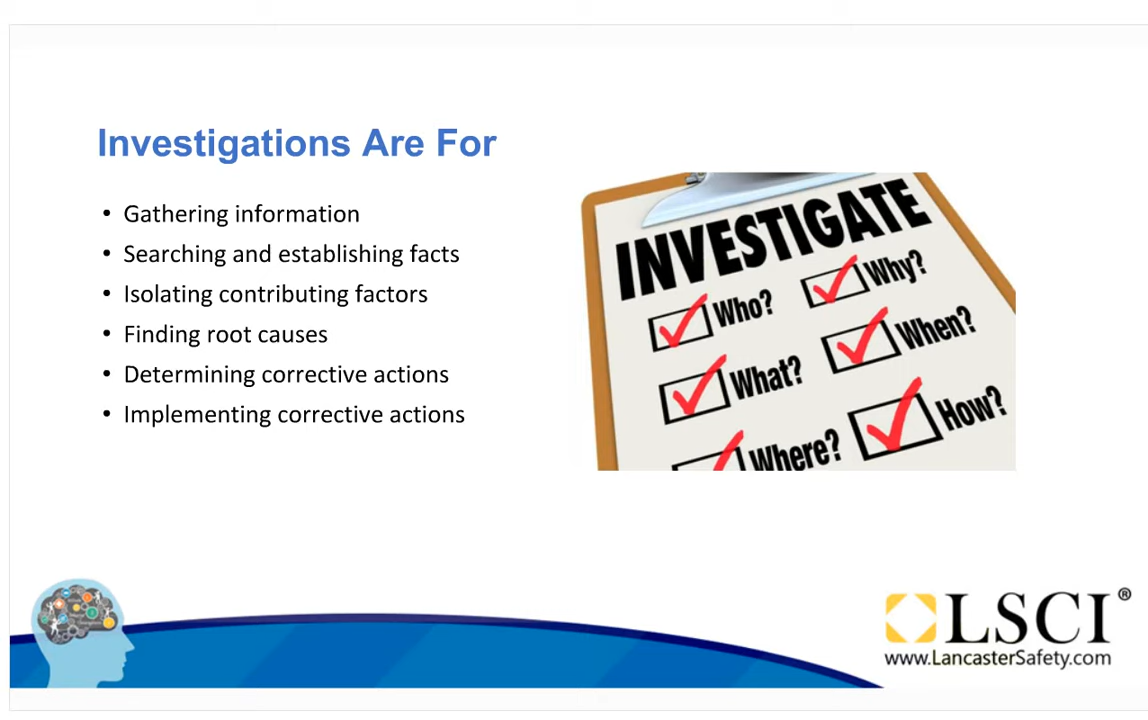 Investigations Are For
• Gathering information
• Searching and establishing facts
• Isolating contributing factors
• Finding root causes
• Determining corrective actions
• Implementing corrective actions
INVESTIGATE
Who?
Why?
What?
When?
Where?
How?
LSCI®
www.LancasterSafety.com